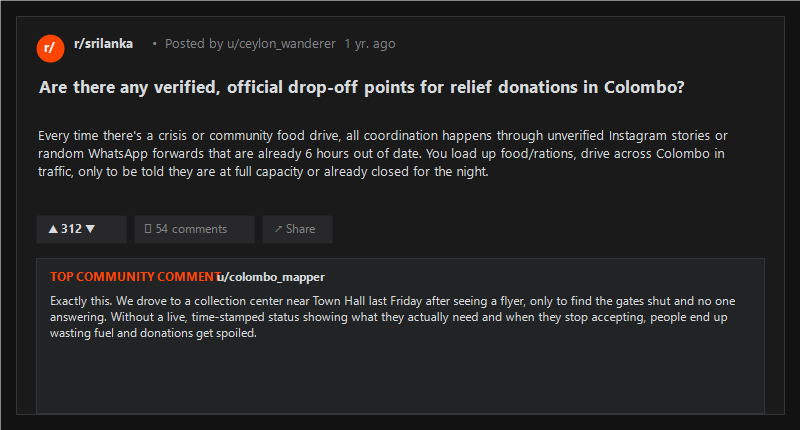 r/ r/srilanka • Posted by u/ceylon_wanderer 1 yr. ago
Are there any verified, official drop-off points for relief donations in Colombo?
Every time there's a crisis or community food drive, all coordination happens through unverified Instagram stories or
random WhatsApp forwards that are already 6 hours out of date. You load up food/rations, drive across Colombo in
traffic, only to be told they are at full capacity or already closed for the night.
▲ 312 ▼ 54 comments ↗ Share
TOP COMMUNITY COMMENT u/colombo_mapper
Exactly this. We drove to a collection center near Town Hall last Friday after seeing a flyer, only to find the gates shut and no one
answering. Without a live, time-stamped status showing what they actually need and when they stop accepting, people end up
wasting fuel and donations get spoiled.